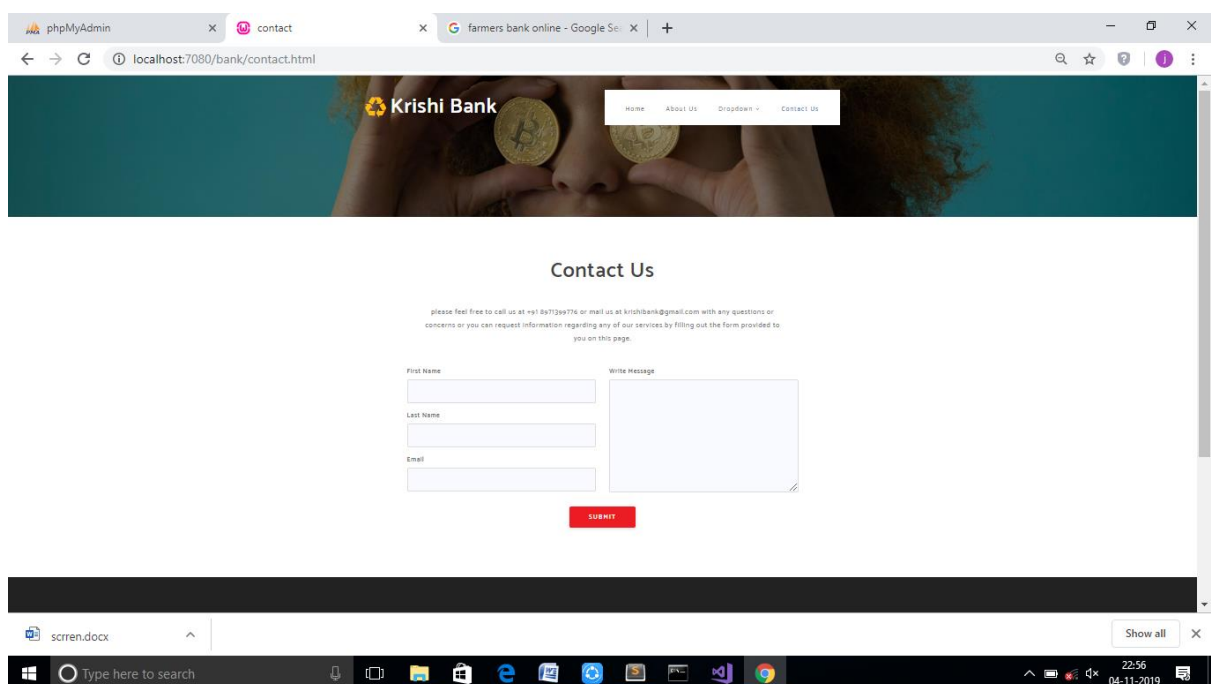 phpMyAdmin
contact
farmers bank online - Google Se
localhost:7080/bank/contact.html
Krishi Bank
Home About Us Dropdown Contact Us
Contact Us
please feel free to call us at +91 8971399776 or mail us at krishibank@gmail.com with any questions or
concerns or you can request information regarding any of our services by filling out the form provided to
you on this page.
First Name
Write Message
Last Name
Email
SUBMIT
scrren.docx
Show all
Type here to search
22:56
04-11-2019